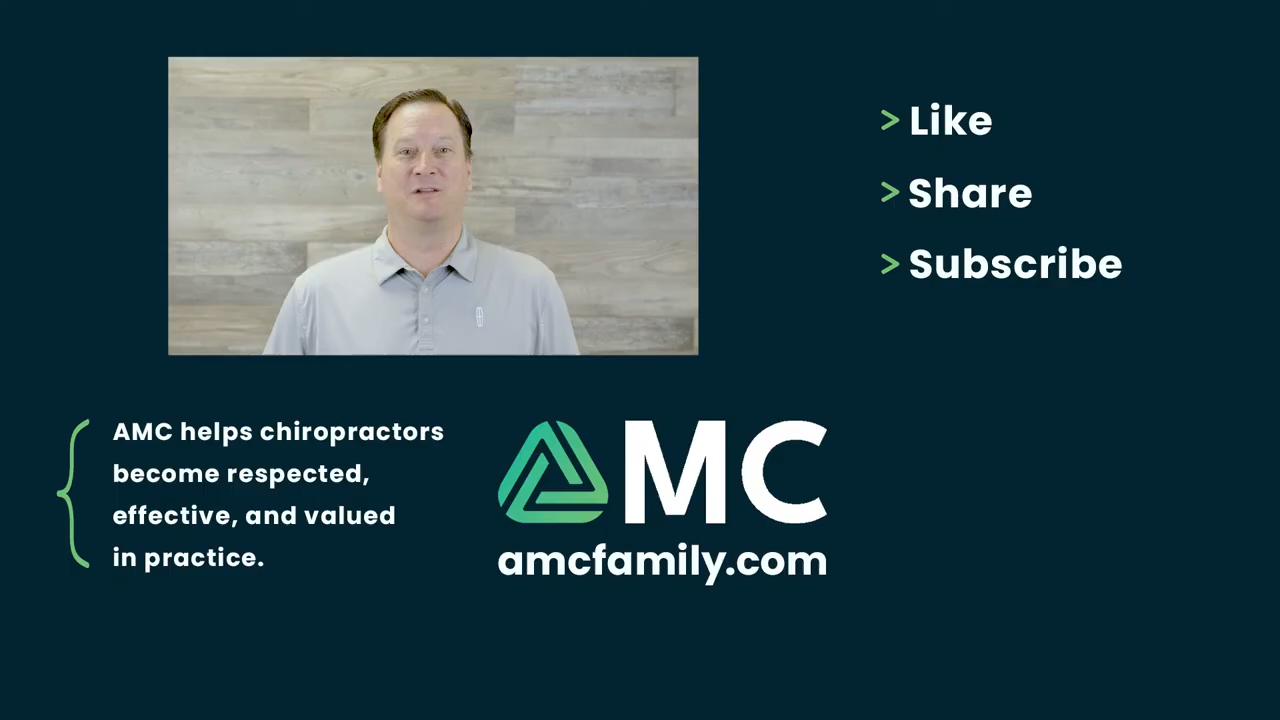 > Like
> Share
> Subscribe
AMC helps chiropractors
become respected,
effective, and valued
in practice.
AMC
amcfamily.com